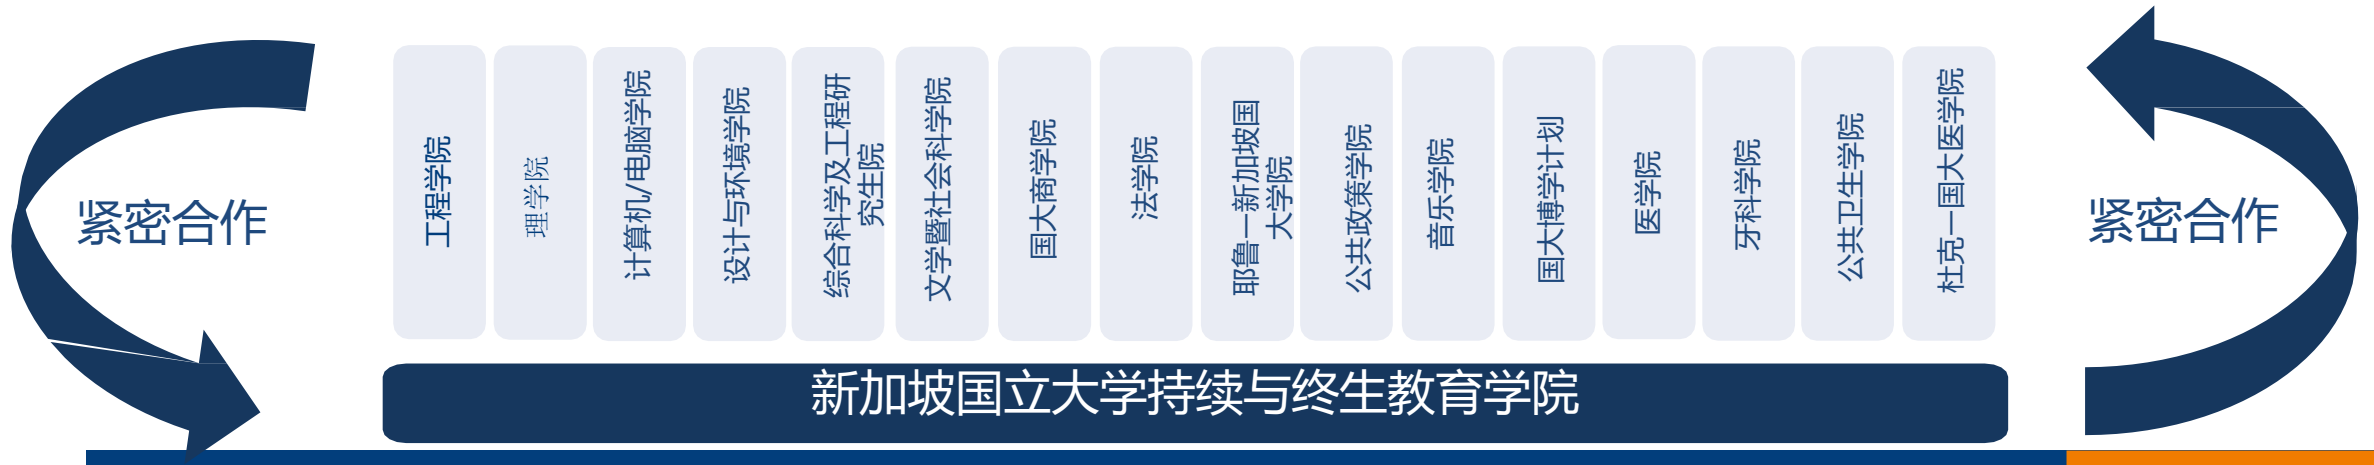 紧密合作
工程学院
理学院
计算机/电脑学院
设计与环境学院
综合科学及工程研
究生院
文学暨社会科学院
国大商学院
法学院
耶鲁一新加坡国
大学院
公共政策学院
音乐学院
国大博学计划
医学院
牙科学院
公共卫生学院
杜克一国大医学院
紧密合作
新加坡国立大学持续与终生教育学院